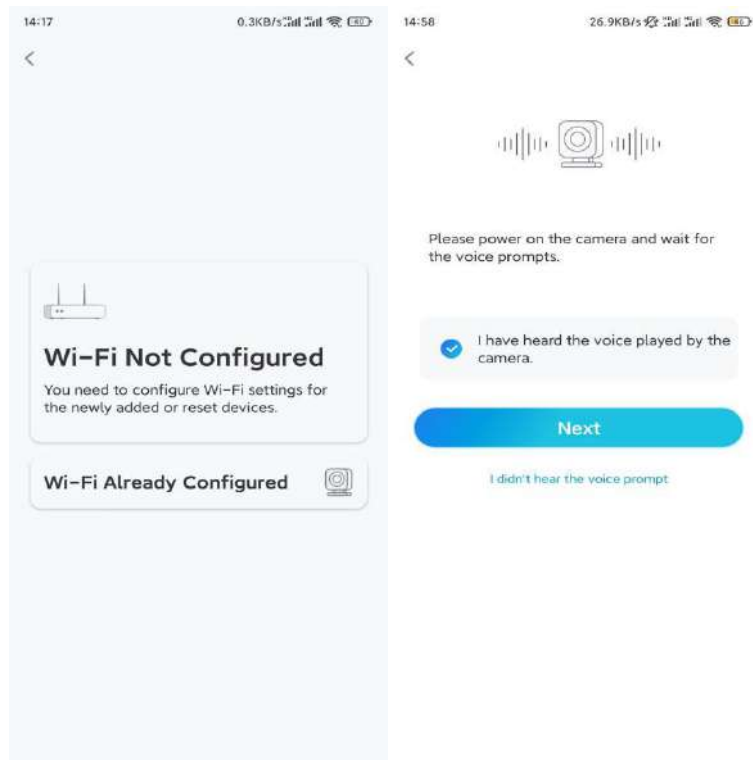 14:17
0.3KB/s
Wi-Fi Not Configured
You need to configure Wi-Fi settings for
the newly added or reset devices.
Wi-Fi Already Configured
14:58
26.9KB/s
Please power on the camera and wait for
the voice prompts.
I have heard the voice played by the
camera.
Next
I didn't hear the voice prompt